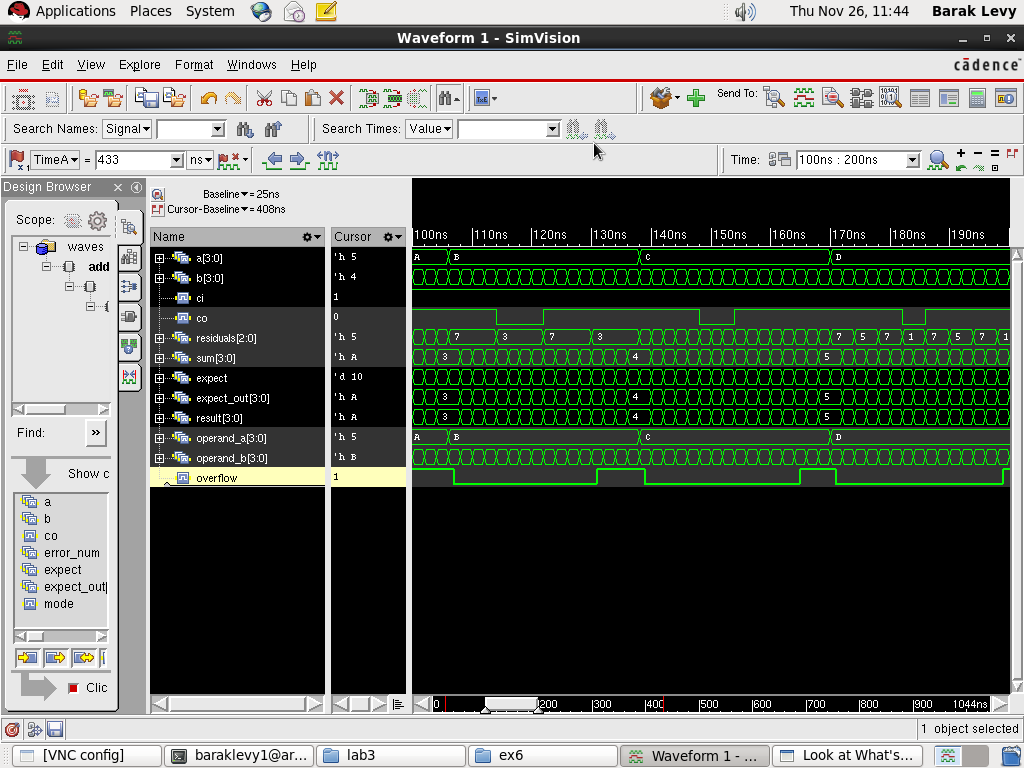 Applications Places System Thu Nov 26, 11:44 Barak Levy
Waveform 1 - SimVision
File Edit View Explore Format Windows Help cādence
Send To:
Search Names: Signal Search Times: Value
TimeA = 433 ns Time: 100ns : 200ns
Design Browser
Baseline = 25ns
Cursor-Baseline = 408ns
Scope:
Name Cursor 100ns 110ns 120ns 130ns 140ns 150ns 160ns 170ns 180ns 190ns
waves
add
a[3:0] 'h 5 A B C D
b[3:0] 'h 4
ci 1
co 0
residuals[2:0] 'h 5 7 3 7 3 7 5 7 1 7 5 7 1
sum[3:0] 'h A 3 4 5
expect 'd 10
expect_out[3:0] 'h A 3 4 5
result[3:0] 'h A 3 4 5
operand_a[3:0] 'h 5 A B C D
operand_b[3:0] 'h B
overflow 1
Find: »
Show c
a
b
co
error_num
expect
expect_out
mode
Clic
0 200 300 400 500 600 700 800 900 1044ns
1 object selected
[VNC config] baraklevy1@ar... lab3 ex6 Waveform 1 - ... Look at What's...